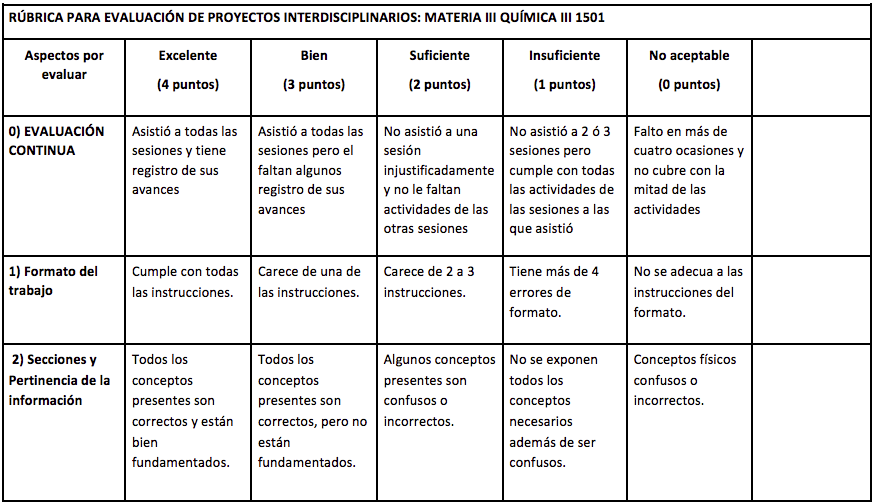 RÚBRICA PARA EVALUACIÓN DE PROYECTOS INTERDISCIPLINARIOS: MATERIA III QUÍMICA III 1501
Aspectos por
evaluar
Excelente
(4 puntos)
Bien
(3 puntos)
Suficiente
(2 puntos)
Insuficiente
(1 puntos)
No aceptable
(0 puntos)
0) EVALUACIÓN
CONTINUA
Asistió a todas las
sesiones y tiene
registro de sus
avances
Asistió a todas las
sesiones pero el
faltan algunos
registro de sus
avances
No asistió a una
sesión
injustificadamente
y no le faltan
actividades de las
otras sesiones
No asistió a 2 ó 3
sesiones pero
cumple con todas
las actividades de
las sesiones a las
que asistió
Falto en más de
cuatro ocasiones y
no cubre con la
mitad de las
actividades
1) Formato del
trabajo
Cumple con todas
las instrucciones.
Carece de una de
las instrucciones.
Carece de 2 a 3
instrucciones.
Tiene más de 4
errores de
formato.
No se adecua a las
instrucciones del
formato.
2) Secciones y
Pertinencia de la
información
Todos los
conceptos
presentes son
correctos y están
bien
fundamentados.
Todos los
conceptos
presentes son
correctos, pero no
están
fundamentados.
Algunos conceptos
presentes son
confusos o
incorrectos.
No se exponen
todos los
conceptos
necesarios
además de ser
confusos.
Conceptos físicos
confusos o
incorrectos.